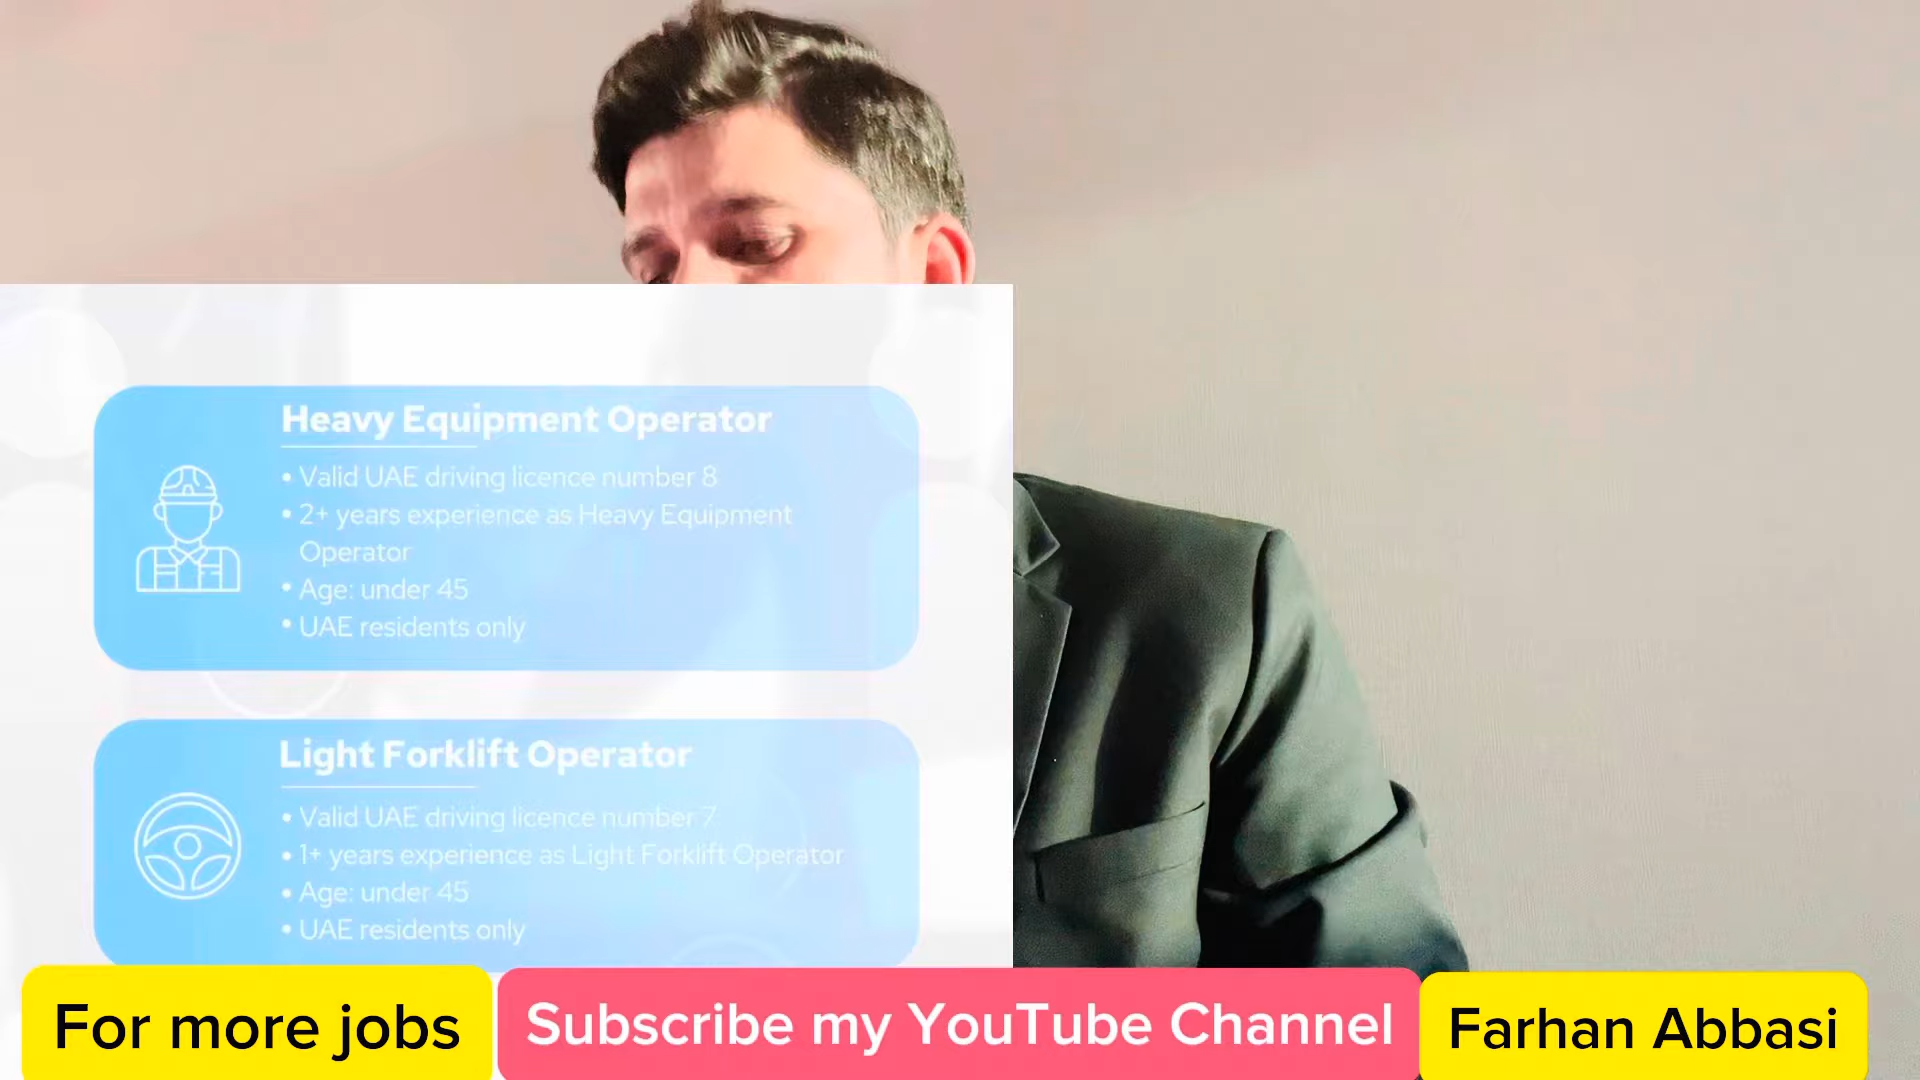 Heavy Equipment Operator
• Valid UAE driving licence number 8
• 2+ years experience as Heavy Equipment
Operator
• Age: under 45
• UAE residents only
Light Forklift Operator
• Valid UAE driving licence number 7
• 1+ years experience as Light Forklift Operator
• Age: under 45
• UAE residents only
For more jobs
Subscribe my YouTube Channel
Farhan Abbasi